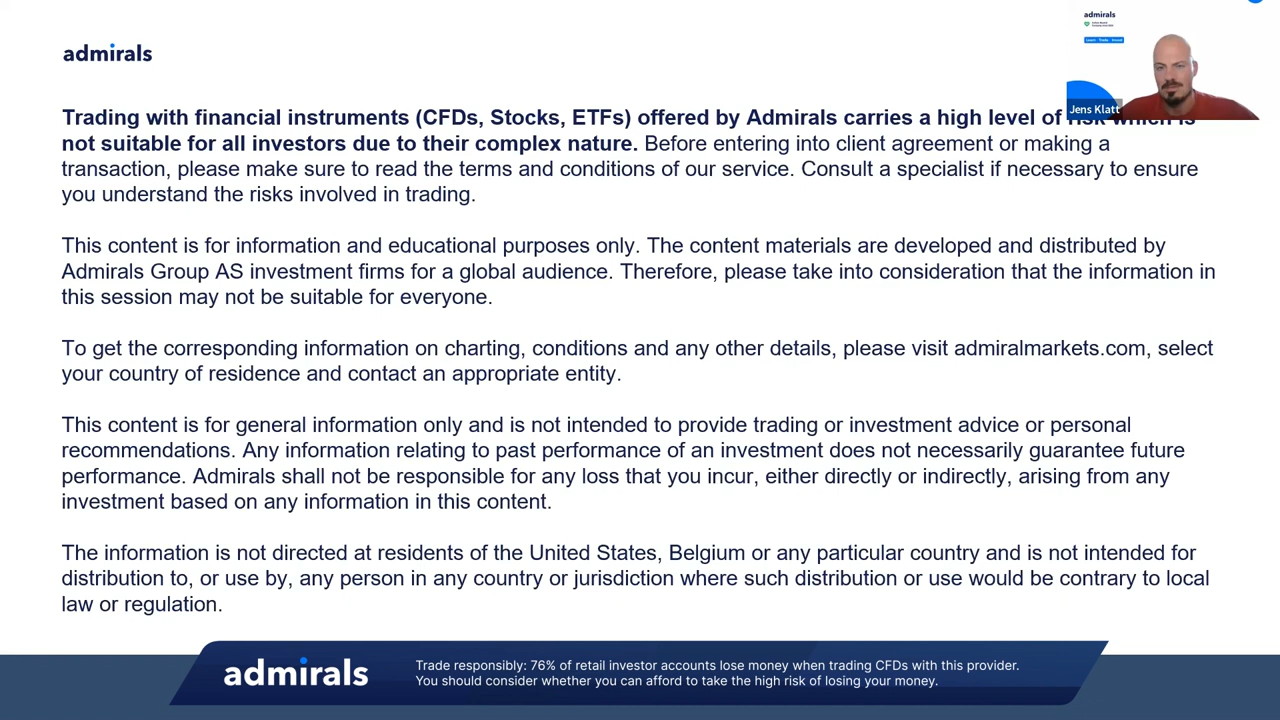 admirals
admirals
Jens Klatt
Trading with financial instruments (CFDs, Stocks, ETFs) offered by Admirals carries a high level of risk which is
not suitable for all investors due to their complex nature. Before entering into client agreement or making a
transaction, please make sure to read the terms and conditions of our service. Consult a specialist if necessary to ensure
you understand the risks involved in trading.
This content is for information and educational purposes only. The content materials are developed and distributed by
Admirals Group AS investment firms for a global audience. Therefore, please take into consideration that the information in
this session may not be suitable for everyone.
To get the corresponding information on charting, conditions and any other details, please visit admiralmarkets.com, select
your country of residence and contact an appropriate entity.
This content is for general information only and is not intended to provide trading or investment advice or personal
recommendations. Any information relating to past performance of an investment does not necessarily guarantee future
performance. Admirals shall not be responsible for any loss that you incur, either directly or indirectly, arising from any
investment based on any information in this content.
The information is not directed at residents of the United States, Belgium or any particular country and is not intended for
distribution to, or use by, any person in any country or jurisdiction where such distribution or use would be contrary to local
law or regulation.
admirals
Trade responsibly: 76% of retail investor accounts lose money when trading CFDs with this provider.
You should consider whether you can afford to take the high risk of losing your money.